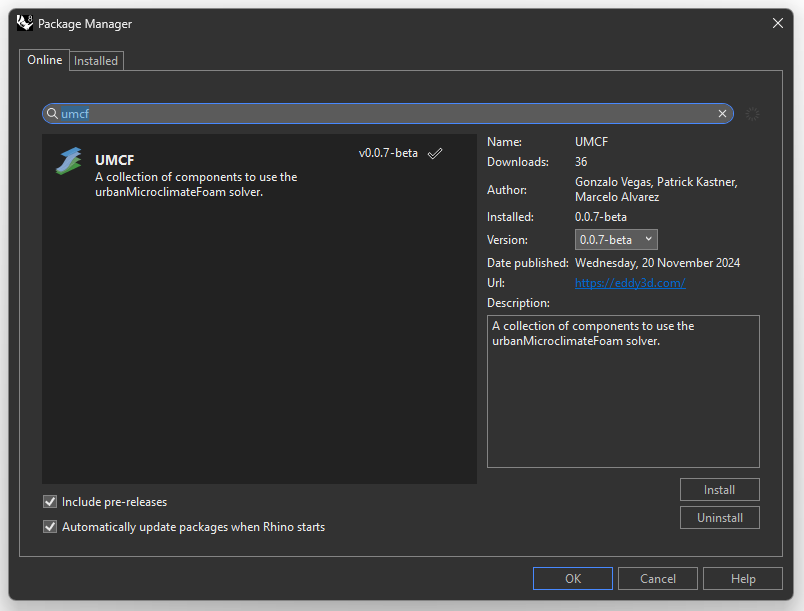 8
Package Manager
Online
Installed
umcf
UMCF
v0.0.7-beta
A collection of components to use the
urbanMicroclimateFoam solver.
Name: UMCF
Downloads: 36
Author: Gonzalo Vegas, Patrick Kastner,
Marcelo Alvarez
Installed: 0.0.7-beta
Version: 0.0.7-beta
Date published: Wednesday, 20 November 2024
Url: https://eddy3d.com/
Description:
A collection of components to use the
urbanMicroclimateFoam solver.
Include pre-releases
Automatically update packages when Rhino starts
Install
Uninstall
OK
Cancel
Help